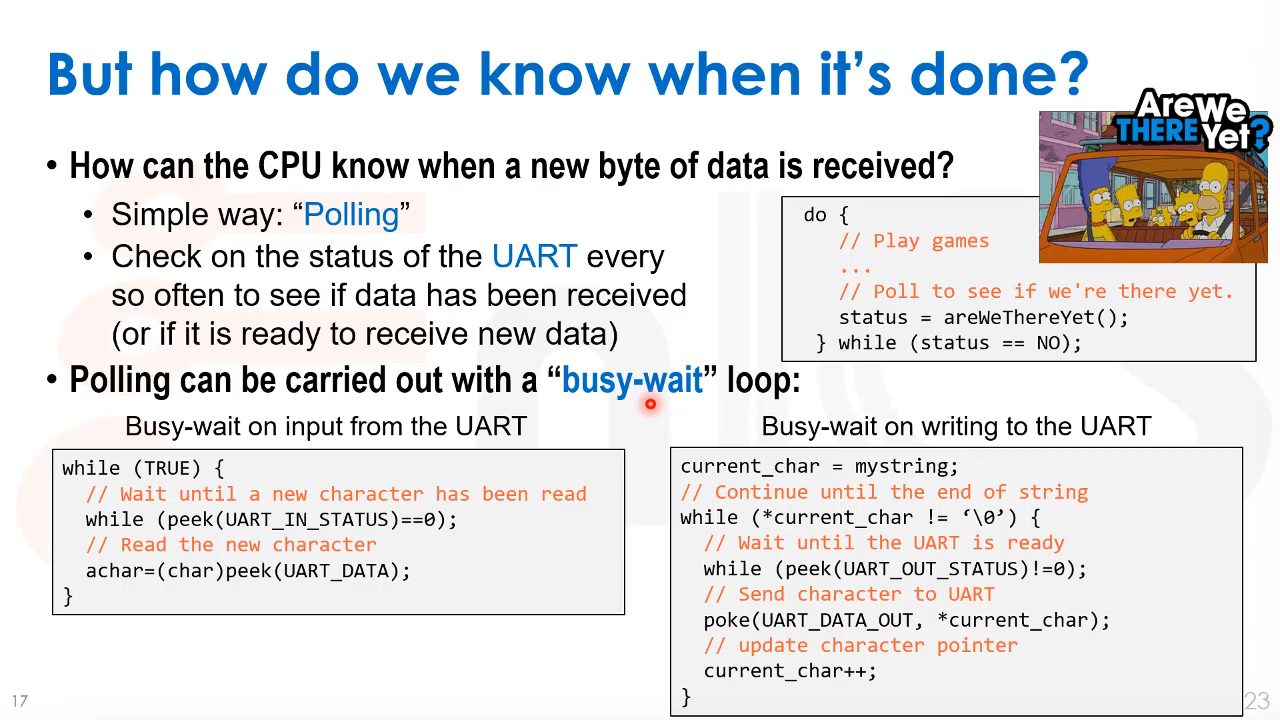 But how do we know when it’s done?
Are We
THERE Yet?
• How can the CPU know when a new byte of data is received?
• Simple way: “Polling”
• Check on the status of the UART every
so often to see if data has been received
(or if it is ready to receive new data)
do {
// Play games
...
// Poll to see if we're there yet.
status = areWeThereYet();
} while (status == NO);
• Polling can be carried out with a “busy-wait” loop:
Busy-wait on input from the UART
while (TRUE) {
// Wait until a new character has been read
while (peek(UART_IN_STATUS)==0);
// Read the new character
achar=(char)peek(UART_DATA);
}
Busy-wait on writing to the UART
current_char = mystring;
// Continue until the end of string
while (*current_char != ‘\0’) {
// Wait until the UART is ready
while (peek(UART_OUT_STATUS)!=0);
// Send character to UART
poke(UART_DATA_OUT, *current_char);
// update character pointer
current_char++;
}
17
23